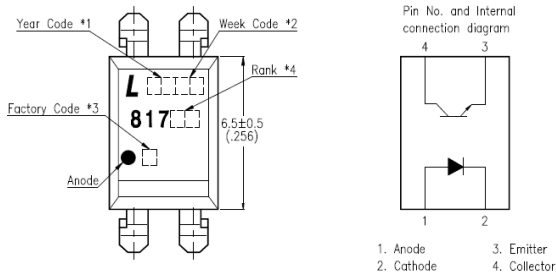 Year Code *1
Week Code *2
Rank *4
L
817
Factory Code *3
6.5±0.5
(.256)
Anode
Pin No. and Internal
connection diagram
4 3
1 2
1. Anode 3. Emitter
2. Cathode 4. Collector